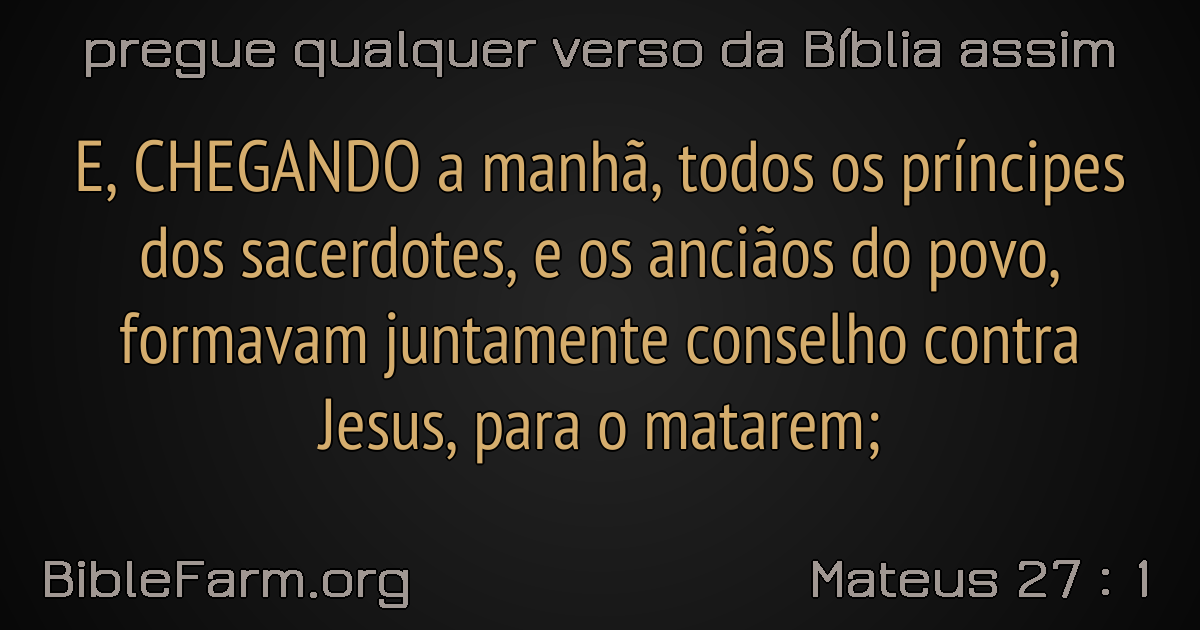 pregue qualquer verso da Bíblia assim
E, CHEGANDO a manhã, todos os príncipes
dos sacerdotes, e os anciãos do povo,
formavam juntamente conselho contra
Jesus, para o matarem;
BibleFarm.org
Mateus 27 : 1